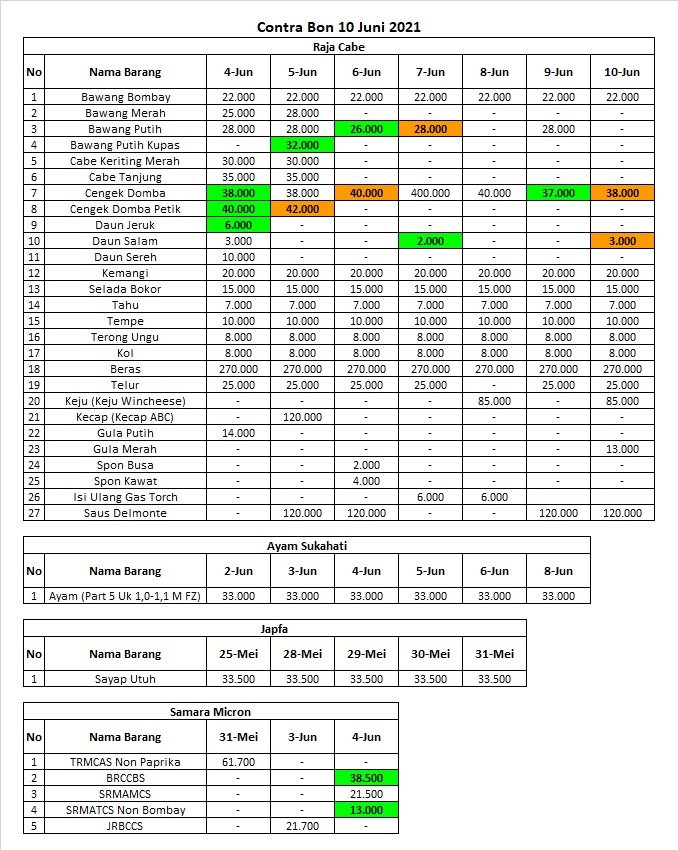 Contra Bon 10 Juni 2021
Raja Cabe
No Nama Barang 4-Jun 5-Jun 6-Jun 7-Jun 8-Jun 9-Jun 10-Jun
1 Bawang Bombay 22.000 22.000 22.000 22.000 22.000 22.000 22.000
2 Bawang Merah 25.000 28.000 - - - - -
3 Bawang Putih 28.000 28.000 26.000 28.000 - 28.000 -
4 Bawang Putih Kupas - 32.000 - - - - -
5 Cabe Keriting Merah 30.000 30.000 - - - - -
6 Cabe Tanjung 35.000 35.000 - - - - -
7 Cengek Domba 38.000 38.000 40.000 400.000 40.000 37.000 38.000
8 Cengek Domba Petik 40.000 42.000 - - - - -
9 Daun Jeruk 6.000 - - - - - -
10 Daun Salam 3.000 - - 2.000 - - 3.000
11 Daun Sereh 10.000 - - - - - -
12 Kemangi 20.000 20.000 20.000 20.000 20.000 20.000 20.000
13 Selada Bokor 15.000 15.000 15.000 15.000 15.000 15.000 15.000
14 Tahu 7.000 7.000 7.000 7.000 7.000 7.000 7.000
15 Tempe 10.000 10.000 10.000 10.000 10.000 10.000 10.000
16 Terong Ungu 8.000 8.000 8.000 8.000 8.000 8.000 8.000
17 Kol 8.000 8.000 8.000 8.000 8.000 8.000 8.000
18 Beras 270.000 270.000 270.000 270.000 270.000 270.000 270.000
19 Telur 25.000 25.000 25.000 25.000 - 25.000 25.000
20 Keju (Keju Wincheese) - - - - 85.000 - 85.000
21 Kecap (Kecap ABC) - 120.000 - - - - -
22 Gula Putih 14.000 - - - - - -
23 Gula Merah - - - - - - 13.000
24 Spon Busa - - 2.000 - - - -
25 Spon Kawat - - 4.000 - - - -
26 Isi Ulang Gas Torch - - - 6.000 6.000 -
27 Saus Delmonte - 120.000 120.000 - - 120.000 120.000
Ayam Sukahati
No Nama Barang 2-Jun 3-Jun 4-Jun 5-Jun 6-Jun 8-Jun
1 Ayam (Part 5 Uk 1,0-1,1 M FZ) 33.000 33.000 33.000 33.000 33.000 33.000
Japfa
No Nama Barang 25-Mei 28-Mei 29-Mei 30-Mei 31-Mei
1 Sayap Utuh 33.500 33.500 33.500 33.500 33.500
Samara Micron
No Nama Barang 31-Mei 3-Jun 4-Jun
1 TRMCAS Non Paprika 61.700 - -
2 BRCCBS - - 38.500
3 SRMAMCS - - 21.500
4 SRMATCS Non Bombay - - 13.000
5 JRBCCS - 21.700 -